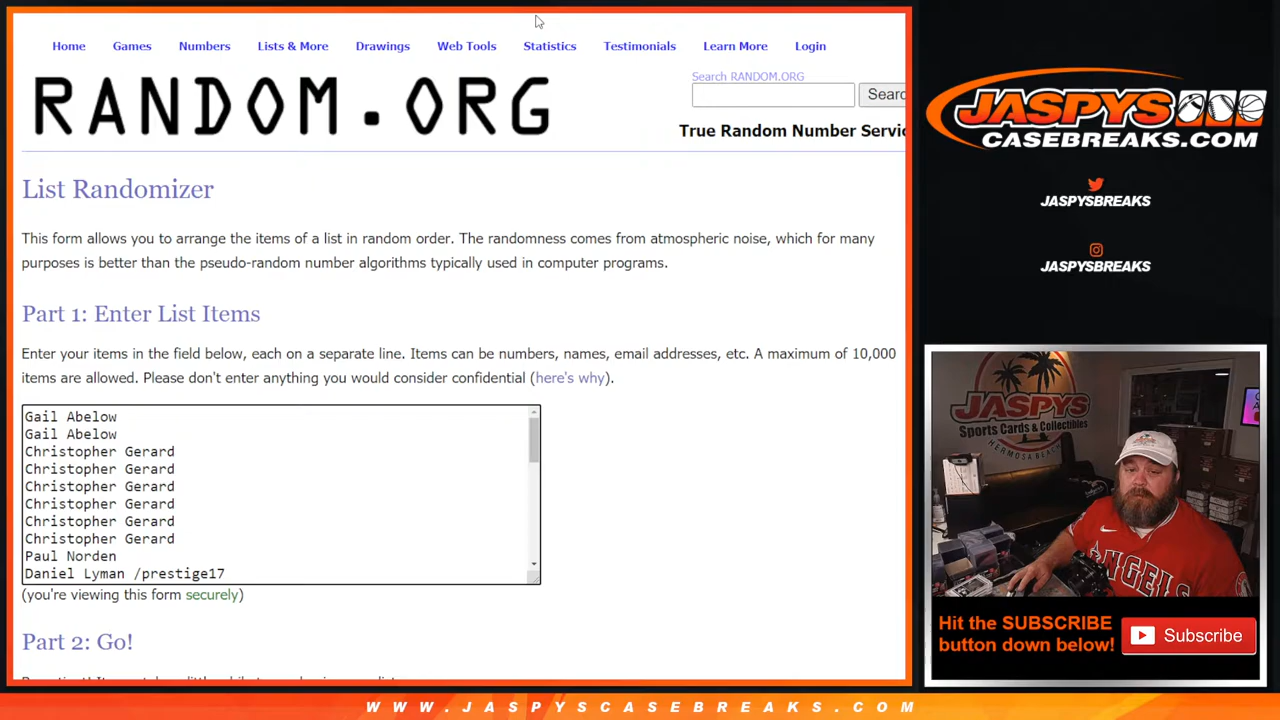 Home Games Numbers Lists & More Drawings Web Tools Statistics Testimonials Learn More Login
RANDOM.ORG
Search RANDOM.ORG
True Random Number
List Randomizer
This form allows you to arrange the items of a list in random order. The randomness comes from atmospheric noise, which for many
purposes is better than the pseudo-random number algorithms typically used in computer programs.
Part 1: Enter List Items
Enter your items in the field below, each on a separate line. Items can be numbers, names, email addresses, etc. A maximum of 10,000
items are allowed. Please don't enter anything you would consider confidential (here's why).
Gail Abelow
Gail Abelow
Christopher Gerard
Christopher Gerard
Christopher Gerard
Christopher Gerard
Christopher Gerard
Christopher Gerard
Paul Norden
Daniel Lyman /prestige17
(you're viewing this form securely)
Part 2: Go!
JASPYS
CASEBREAKS.COM
JASPYSBREAKS
JASPYSBREAKS
JASPYS
Sports Cards & Collectibles
HERMOSA BEACH
ANGELS
Hit the SUBSCRIBE
button down below!
Subscribe
WWW.JASPYSCASEBREAKS.COM